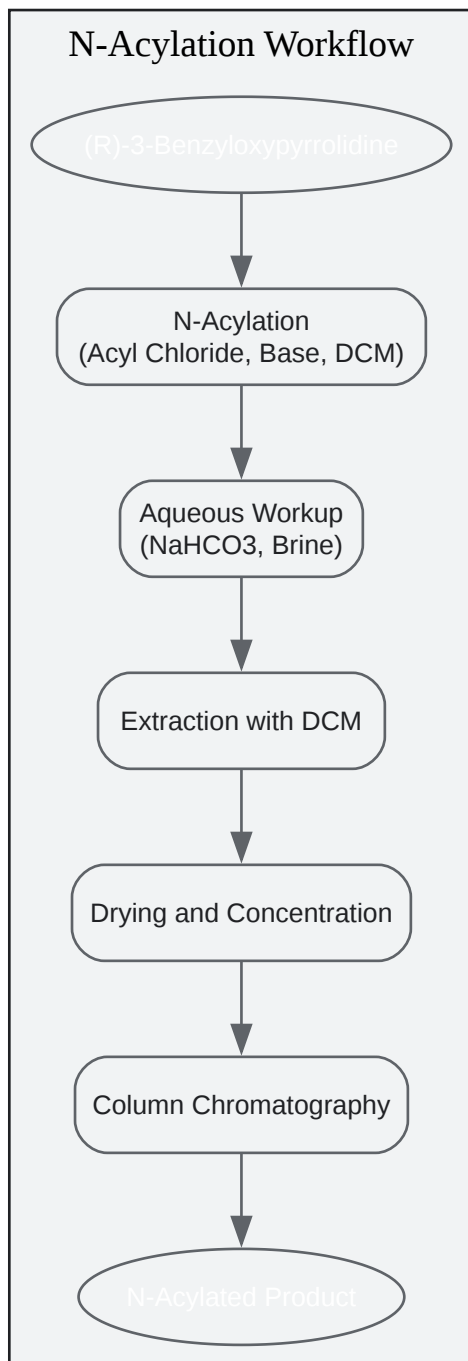 N-Acylation Workflow
(R)-3-Benzyloxypyrrolidine
N-Acylation
(Acyl Chloride, Base, DCM)
Aqueous Workup
(NaHCO3, Brine)
Extraction with DCM
Drying and Concentration
Column Chromatography
N-Acylated Product